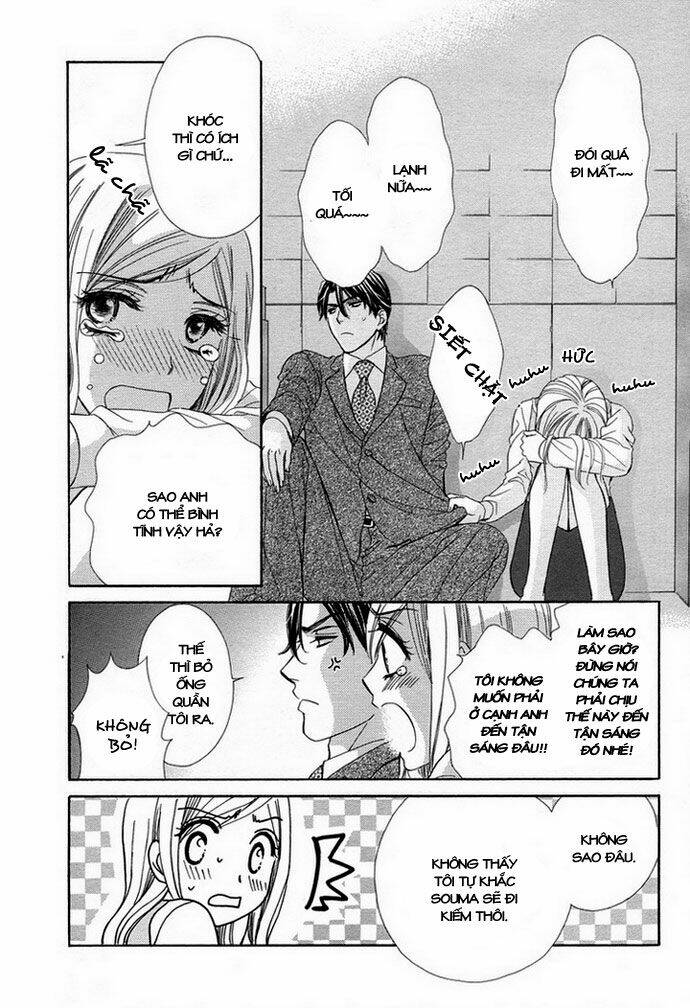 ĐÓI QUÁ
ĐI MẤT~~
LẠNH
NỮA~~
TỐI
QUÁ~~~
SIẾT CHẶT
huhu
HỨC
huhu
huhu
KHÓC
THÌ CÓ ÍCH
GÌ CHỨ...
lã chã
SAO ANH
CÓ THỂ BÌNH
TĨNH VẬY HẢ?
LÀM SAO
BÂY GIỜ?
ĐỪNG NÓI
CHÚNG TA
PHẢI CHỊU
THẾ NÀY ĐẾN
TẬN SÁNG
ĐÓ NHÉ!
TÔI KHÔNG
MUỐN PHẢI
Ở CẠNH ANH
ĐẾN TẬN
SÁNG ĐÂU!!
THẾ
THÌ BỎ
ỐNG
QUẦN
TÔI RA.
KHÔNG
BỎ!
KHÔNG
SAO ĐÂU.
KHÔNG THẤY
TÔI TỰ KHẮC
SOUMA SẼ ĐI
KIẾM THÔI.